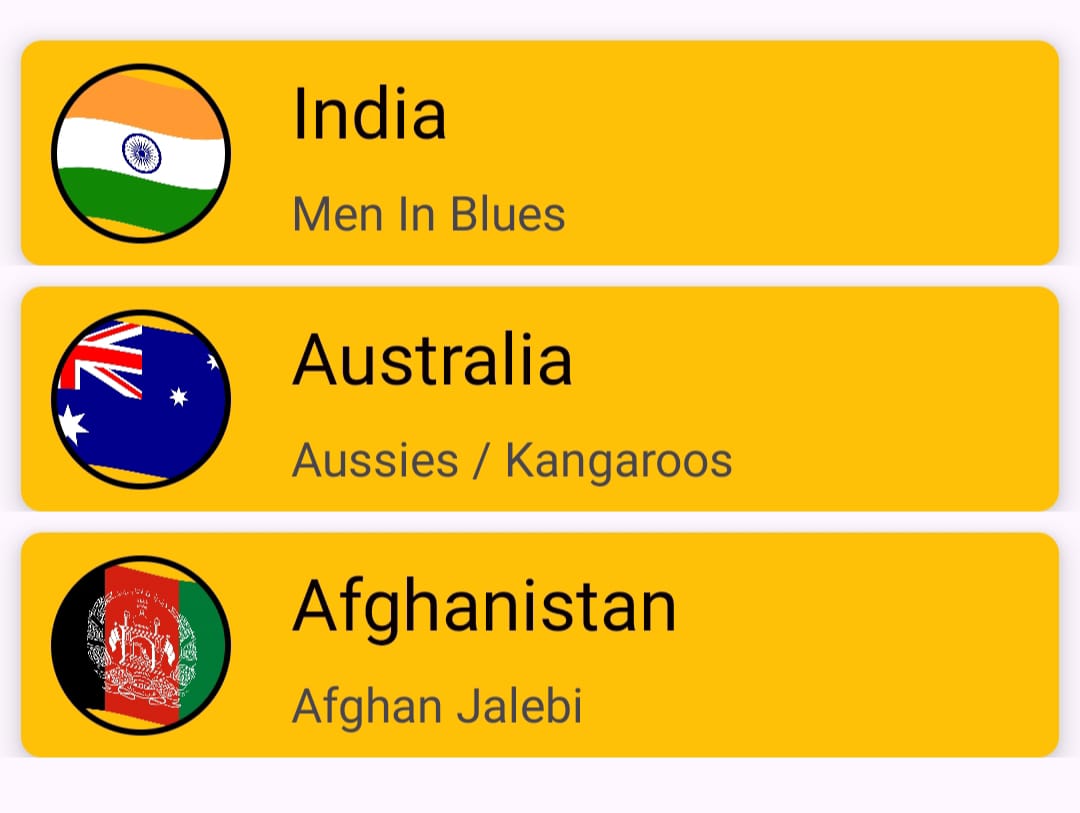 India
Men In Blues
Australia
Aussies / Kangaroos
Afghanistan
Afghan Jalebi